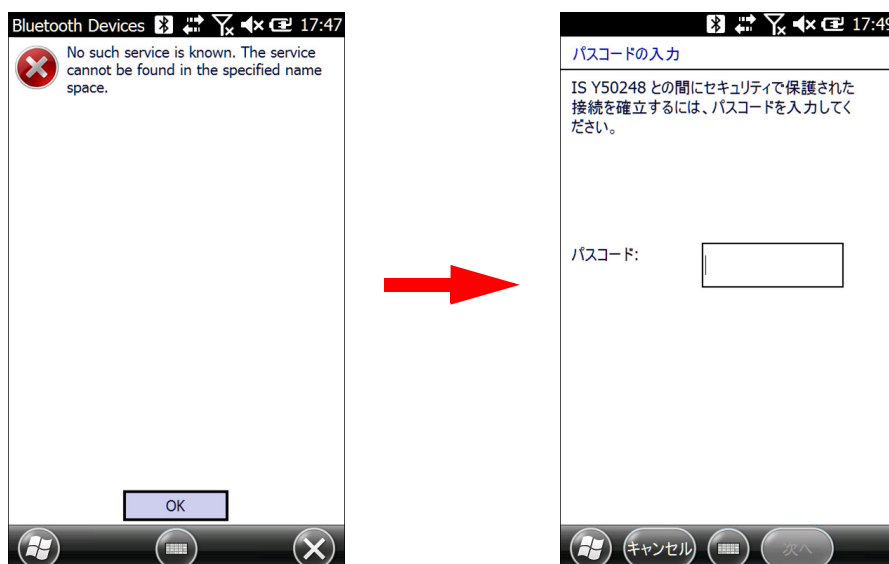 Bluetooth Devices 17:47
No such service is known. The service
cannot be found in the specified name
space.
OK
17:49
パスコードの入力
IS Y50248 との間にセキュリティで保護された
接続を確立するには、パスコードを入力してく
ださい。
パスコード:
キャンセル
次へ